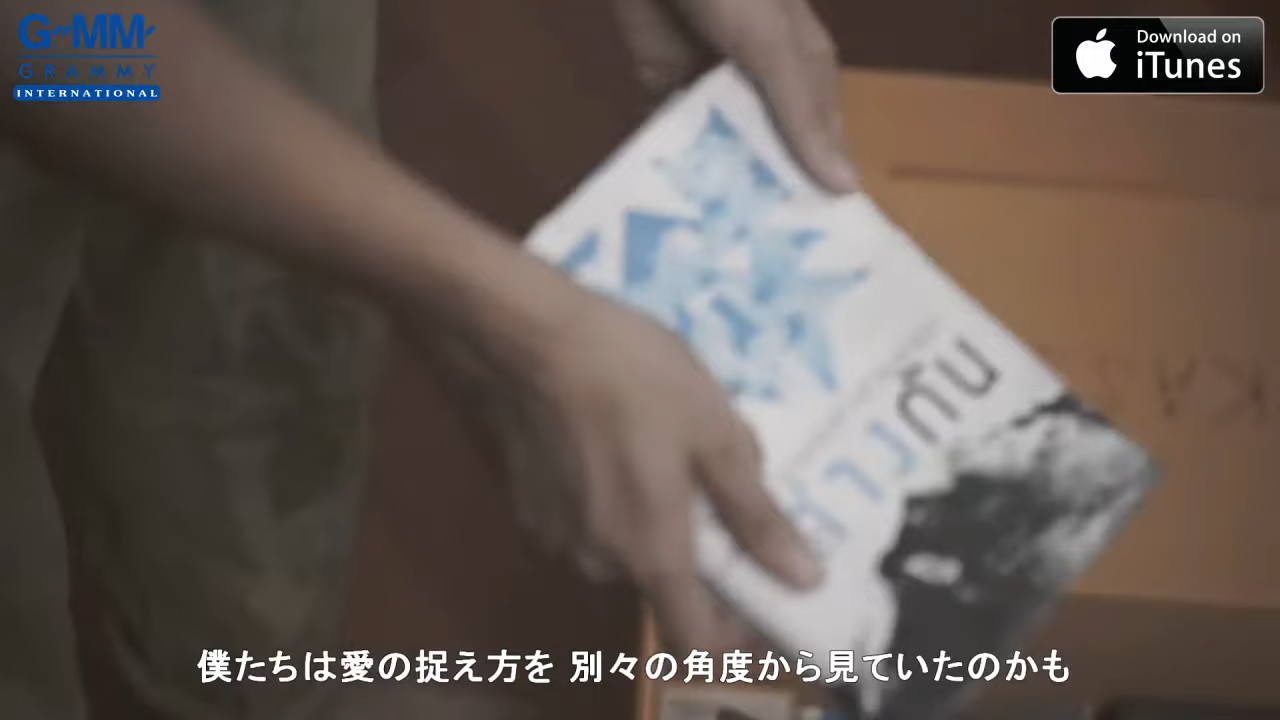 GMM
GRAMMY
INTERNATIONAL
Download on
iTunes
僕たちは愛の捉え方を 別々の角度から見ていたのかも